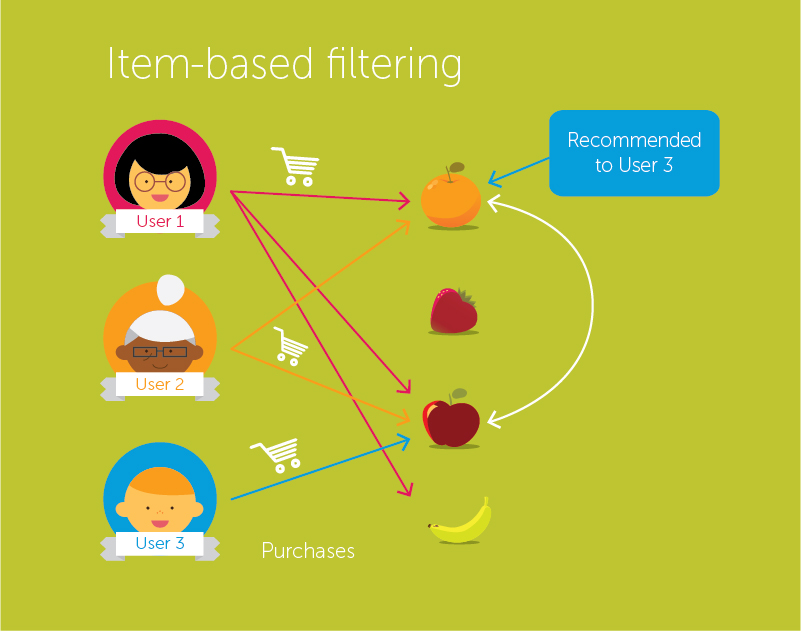 Item-based filtering
Recommended
to User 3
User 1
User 2
User 3
Purchases